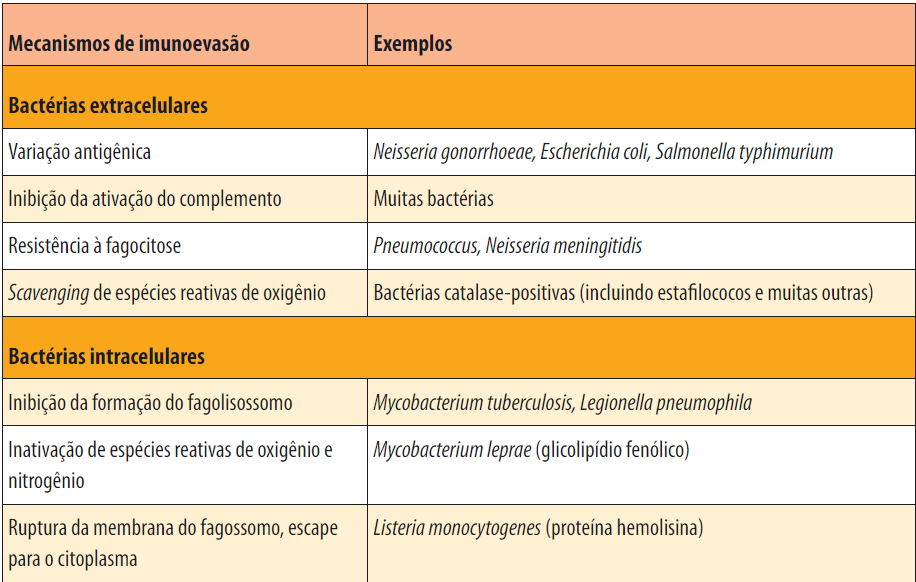 Mecanismos de imunoevasão Exemplos
Bactérias extracelulares
Variação antigênica Neisseria gonorrhoeae, Escherichia coli, Salmonella typhimurium
Inibição da ativação do complemento Muitas bactérias
Resistência à fagocitose Pneumococcus, Neisseria meningitidis
Scavenging de espécies reativas de oxigênio Bactérias catalase-positivas (incluindo estafilococos e muitas outras)
Bactérias intracelulares
Inibição da formação do fagolisossomo Mycobacterium tuberculosis, Legionella pneumophila
Inativação de espécies reativas de oxigênio e Mycobacterium leprae (glicolipídio fenólico)
nitrogênio
Ruptura da membrana do fagossomo, escape Listeria monocytogenes (proteína hemolisina)
para o citoplasma